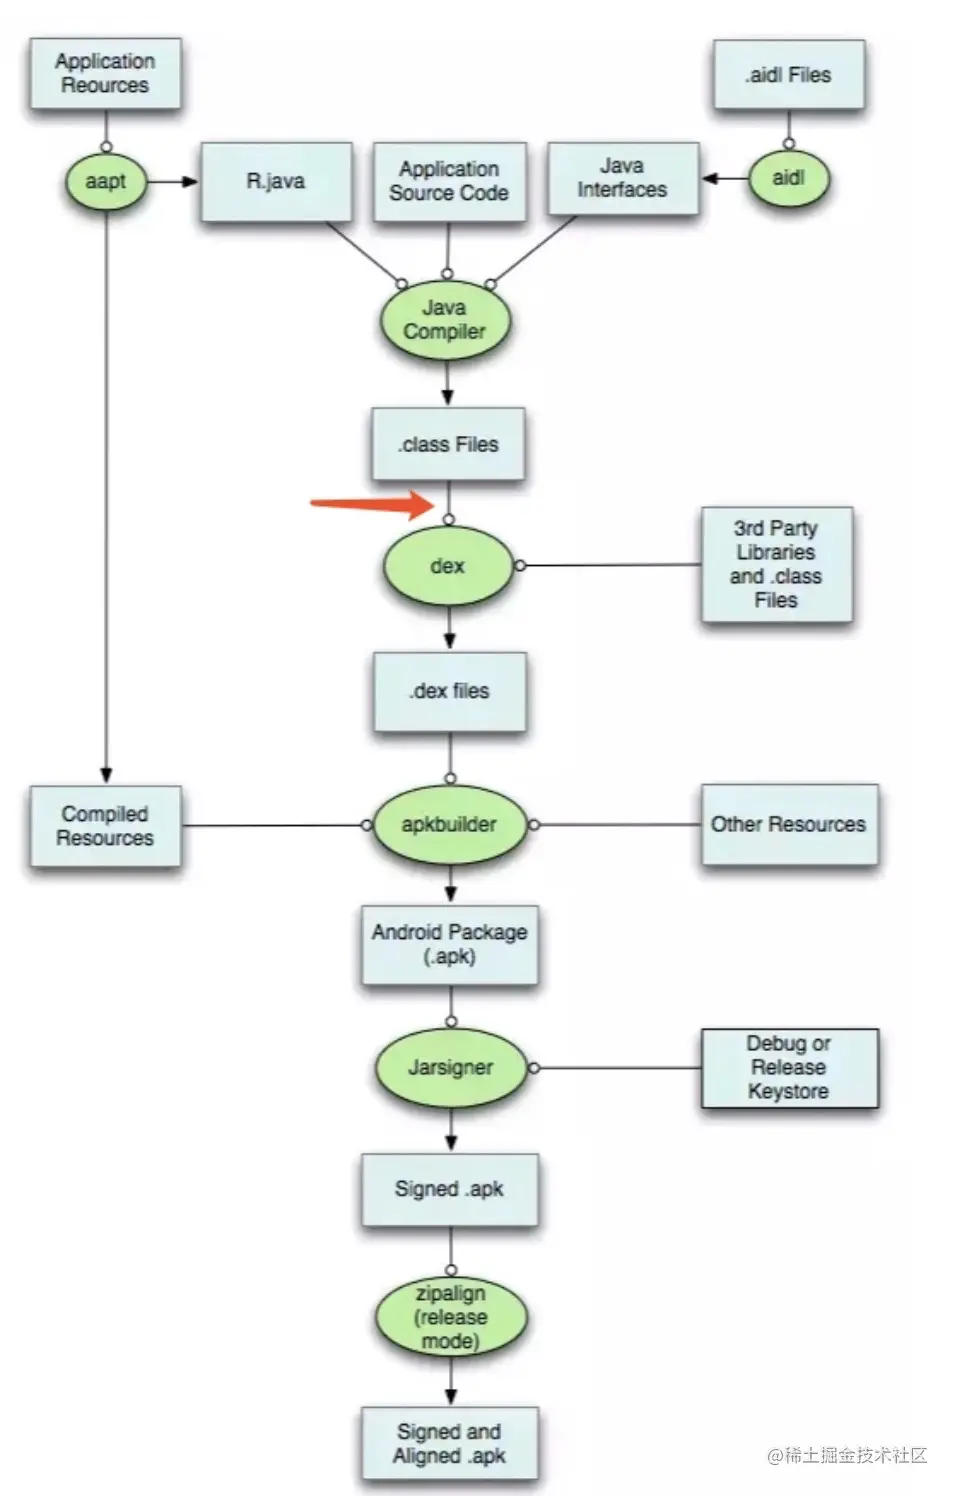 Application
Reources
.aidl Files
aapt
R.java
Application
Source Code
Java
Interfaces
aidl
Java
Compiler
.class Files
dex
3rd Party
Libraries
and .class
Files
.dex files
Compiled
Resources
apkbuilder
Other Resources
Android Package
(.apk)
Jarsigner
Debug or
Release
Keystore
Signed .apk
zipalign
(release
mode)
Signed and
Aligned .apk
@稀土掘金技术社区